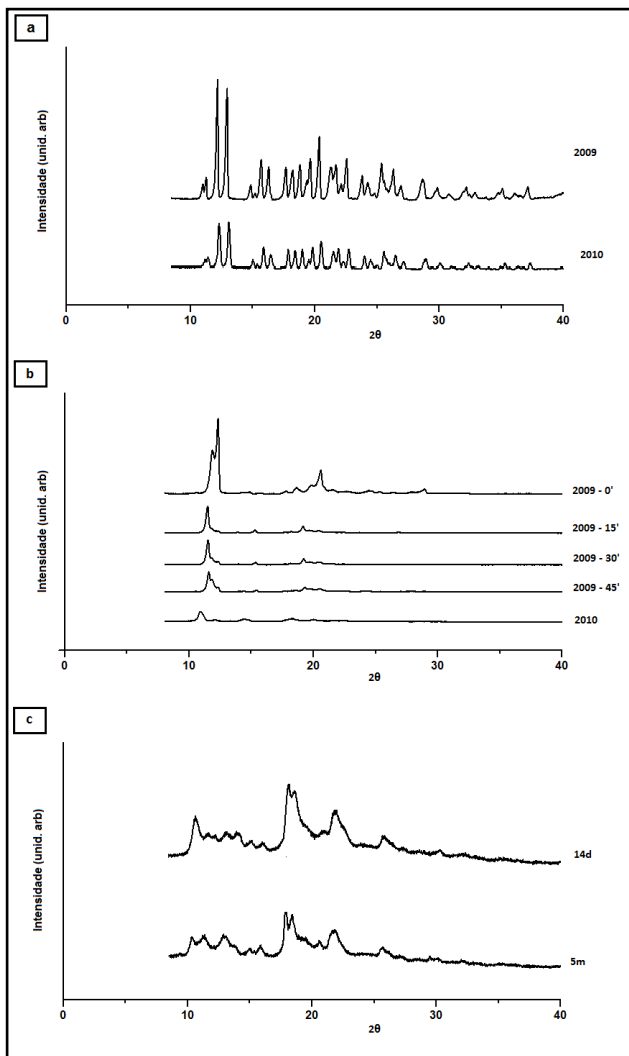 a
Intensidade (unid. arb)
2009
2010
0 10 20 30 40
2θ
b
Intensidade (unid. arb)
2009 - 0'
2009 - 15'
2009 - 30'
2009 - 45'
2010
0 10 20 30 40
2θ
c
Intensidade (unid. arb)
14d
5m
0 10 20 30 40
2θ